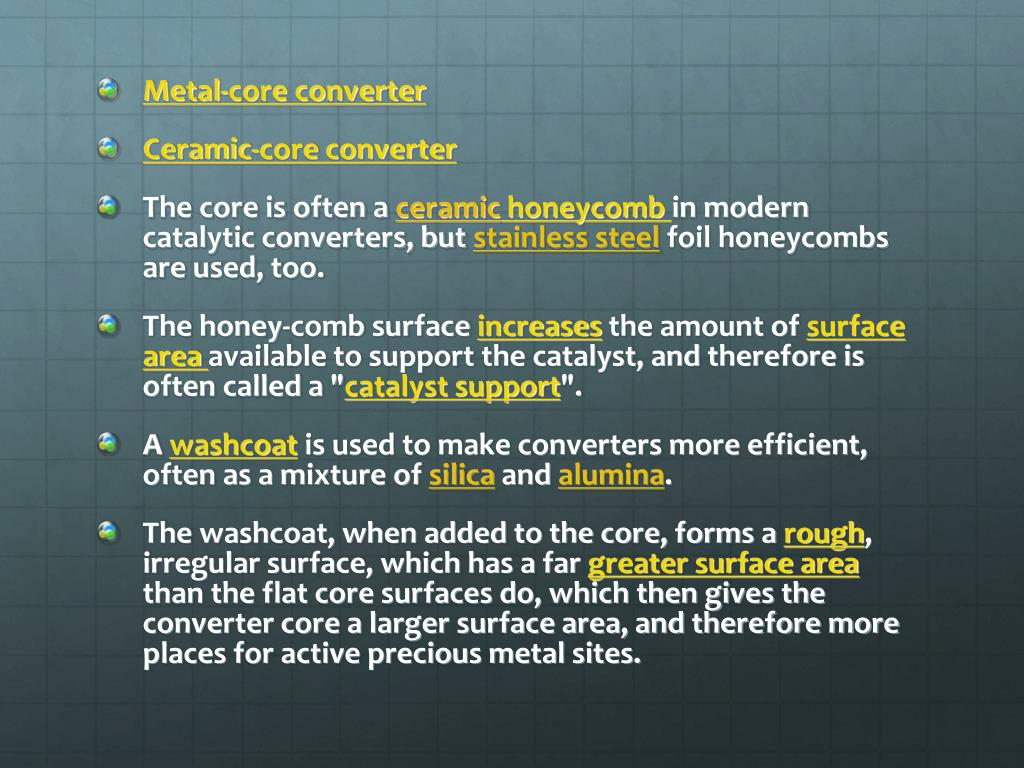 Metal-core converter
Ceramic-core converter
The core is often a ceramic honeycomb in modern
catalytic converters, but stainless steel foil honeycombs
are used, too.
The honey-comb surface increases the amount of surface
area available to support the catalyst, and therefore is
often called a "catalyst support".
A washcoat is used to make converters more efficient,
often as a mixture of silica and alumina.
The washcoat, when added to the core, forms a rough,
irregular surface, which has a far greater surface area
than the flat core surfaces do, which then gives the
converter core a larger surface area, and therefore more
places for active precious metal sites.